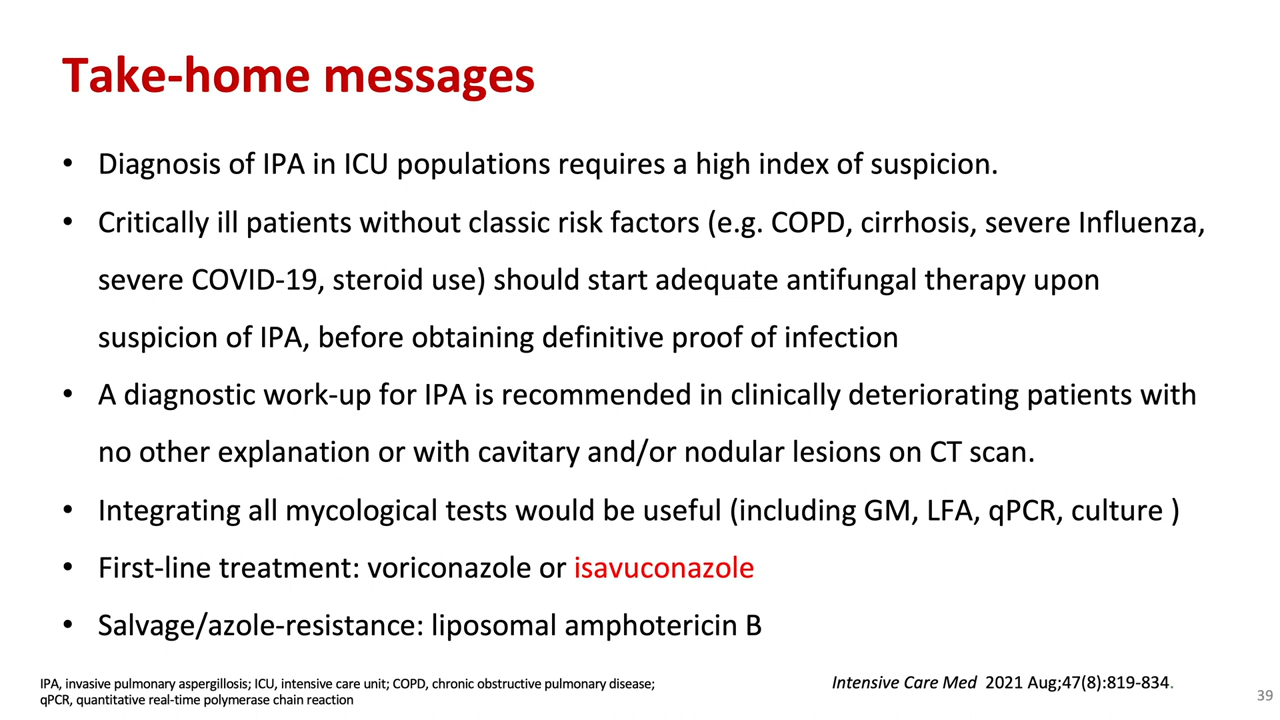 Take-home messages
• Diagnosis of IPA in ICU populations requires a high index of suspicion.
• Critically ill patients without classic risk factors (e.g. COPD, cirrhosis, severe Influenza,
severe COVID-19, steroid use) should start adequate antifungal therapy upon
suspicion of IPA, before obtaining definitive proof of infection
• A diagnostic work-up for IPA is recommended in clinically deteriorating patients with
no other explanation or with cavitary and/or nodular lesions on CT scan.
• Integrating all mycological tests would be useful (including GM, LFA, qPCR, culture )
• First-line treatment: voriconazole or isavuconazole
• Salvage/azole-resistance: liposomal amphotericin B
IPA, invasive pulmonary aspergillosis; ICU, intensive care unit; COPD, chronic obstructive pulmonary disease;
qPCR, quantitative real-time polymerase chain reaction
Intensive Care Med 2021 Aug;47(8):819-834.
39